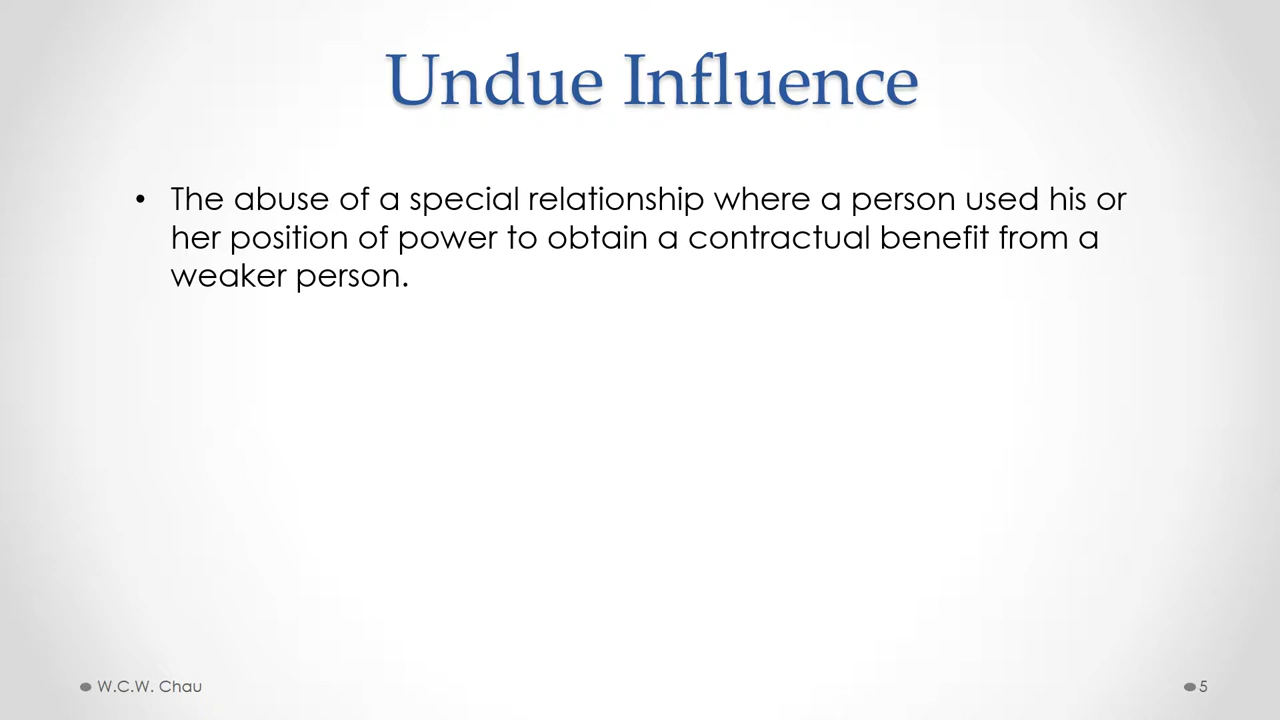 Undue Influence
• The abuse of a special relationship where a person used his or
her position of power to obtain a contractual benefit from a
weaker person.
W.C.W. Chau
5